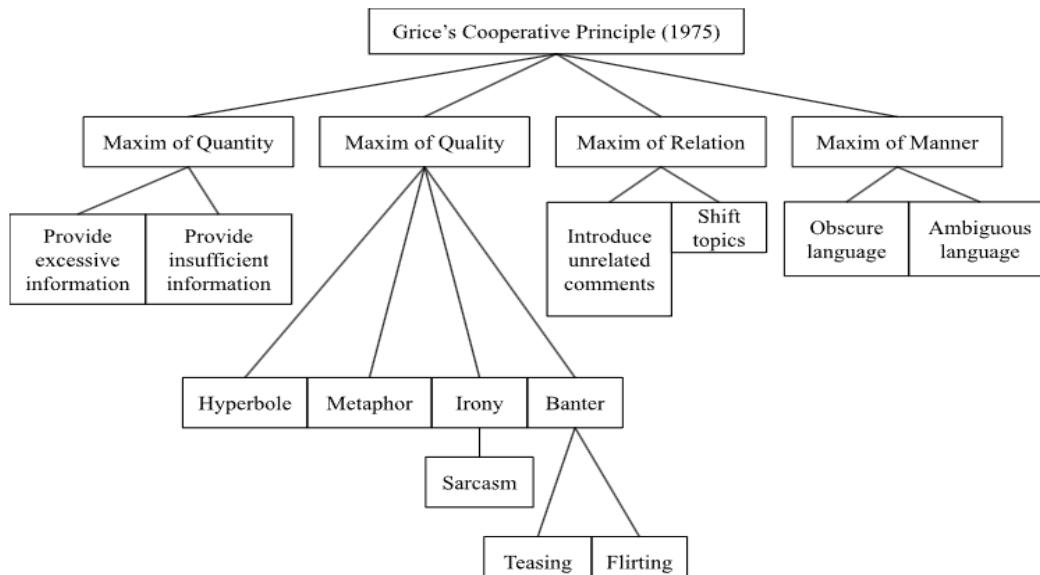 Grice's Cooperative Principle (1975)
Maxim of Quantity
Maxim of Quality
Maxim of Relation
Maxim of Manner
Provide
excessive
information
Provide
insufficient
information
Introduce
unrelated
comments
Shift
topics
Obscure
language
Ambiguous
language
Hyperbole
Metaphor
Irony
Banter
Sarcasm
Teasing
Flirting